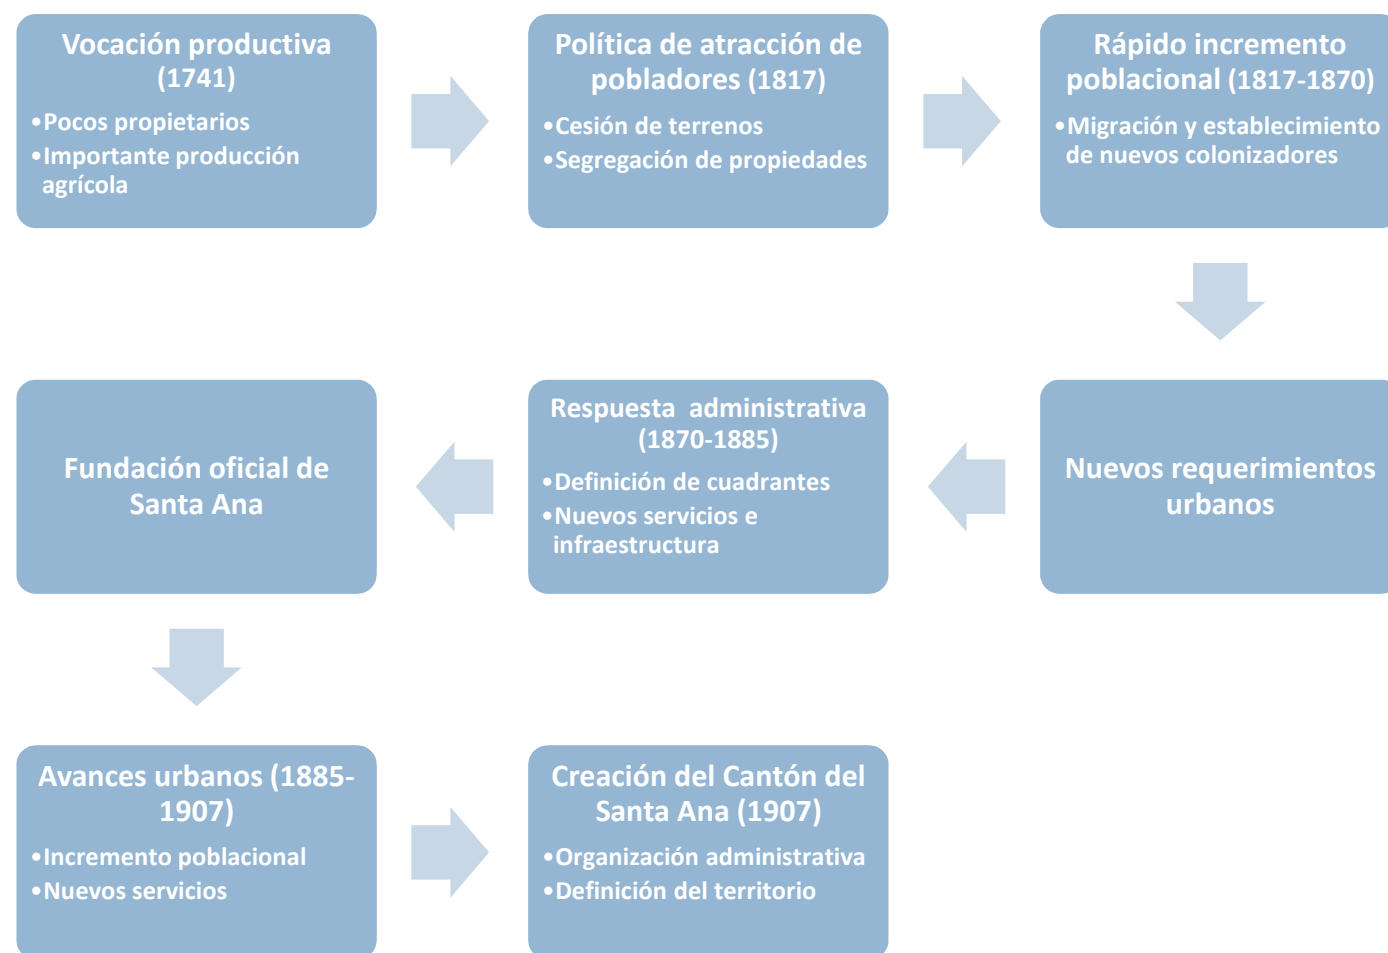 Vocación productiva
(1741)
•Pocos propietarios
•Importante producción
agrícola
Política de atracción de
pobladores (1817)
•Cesión de terrenos
•Segregación de propiedades
Rápido incremento
poblacional (1817-1870)
•Migración y establecimiento
de nuevos colonizadores
Nuevos requerimientos
urbanos
Respuesta administrativa
(1870-1885)
•Definición de cuadrantes
•Nuevos servicios e
infraestructura
Fundación oficial de
Santa Ana
Avances urbanos (1885-
1907)
•Incremento poblacional
•Nuevos servicios
Creación del Cantón del
Santa Ana (1907)
•Organización administrativa
•Definición del territorio